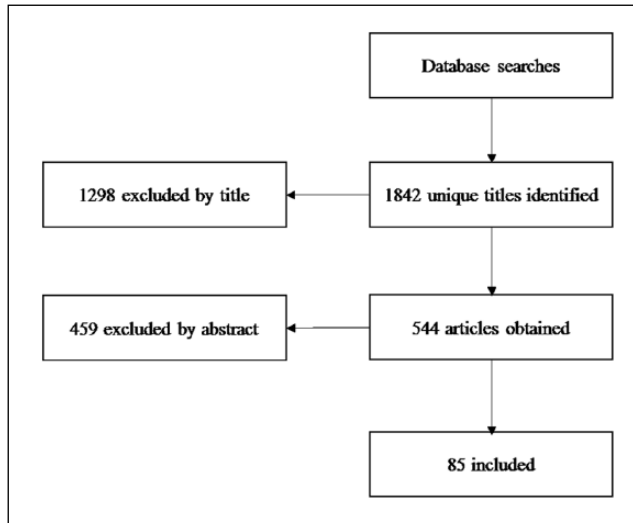 Database searches
1298 excluded by title
1842 unique titles identified
459 excluded by abstract
544 articles obtained
85 included